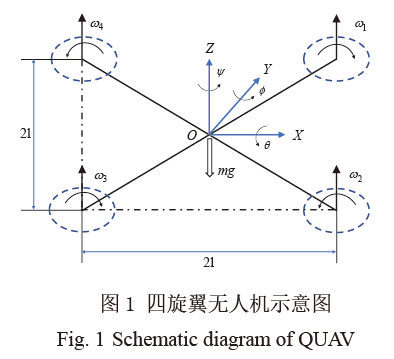 ω4
ω1
Z
Y
ψ
ϕ
2l
O
X
θ
mg
ω3
ω2
2l
图 1 四旋翼无人机示意图
Fig. 1 Schematic diagram of QUAV